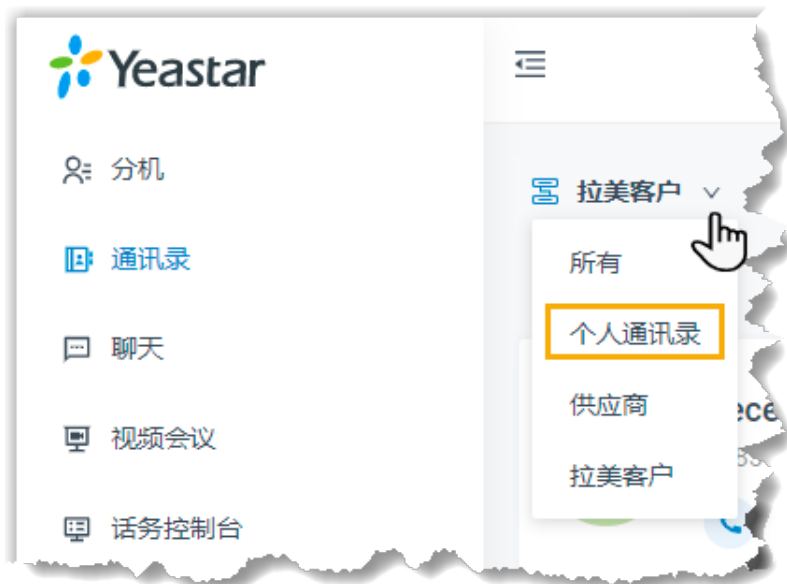 Yeastar
分机
通讯录
聊天
视频会议
话务控制台
拉美客户
所有
个人通讯录
供应商
拉美客户